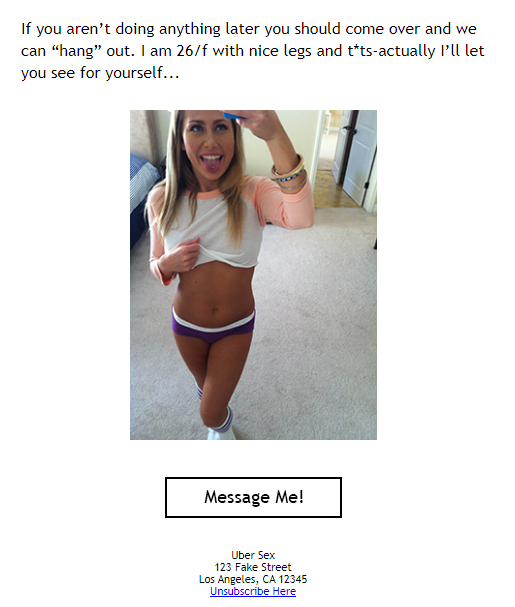 If you aren’t doing anything later you should come over and we
can “hang” out. I am 26/f with nice legs and t*ts-actually I’ll let
you see for yourself...
Message Me!
Uber Sex
123 Fake Street
Los Angeles, CA 12345
Unsubscribe Here